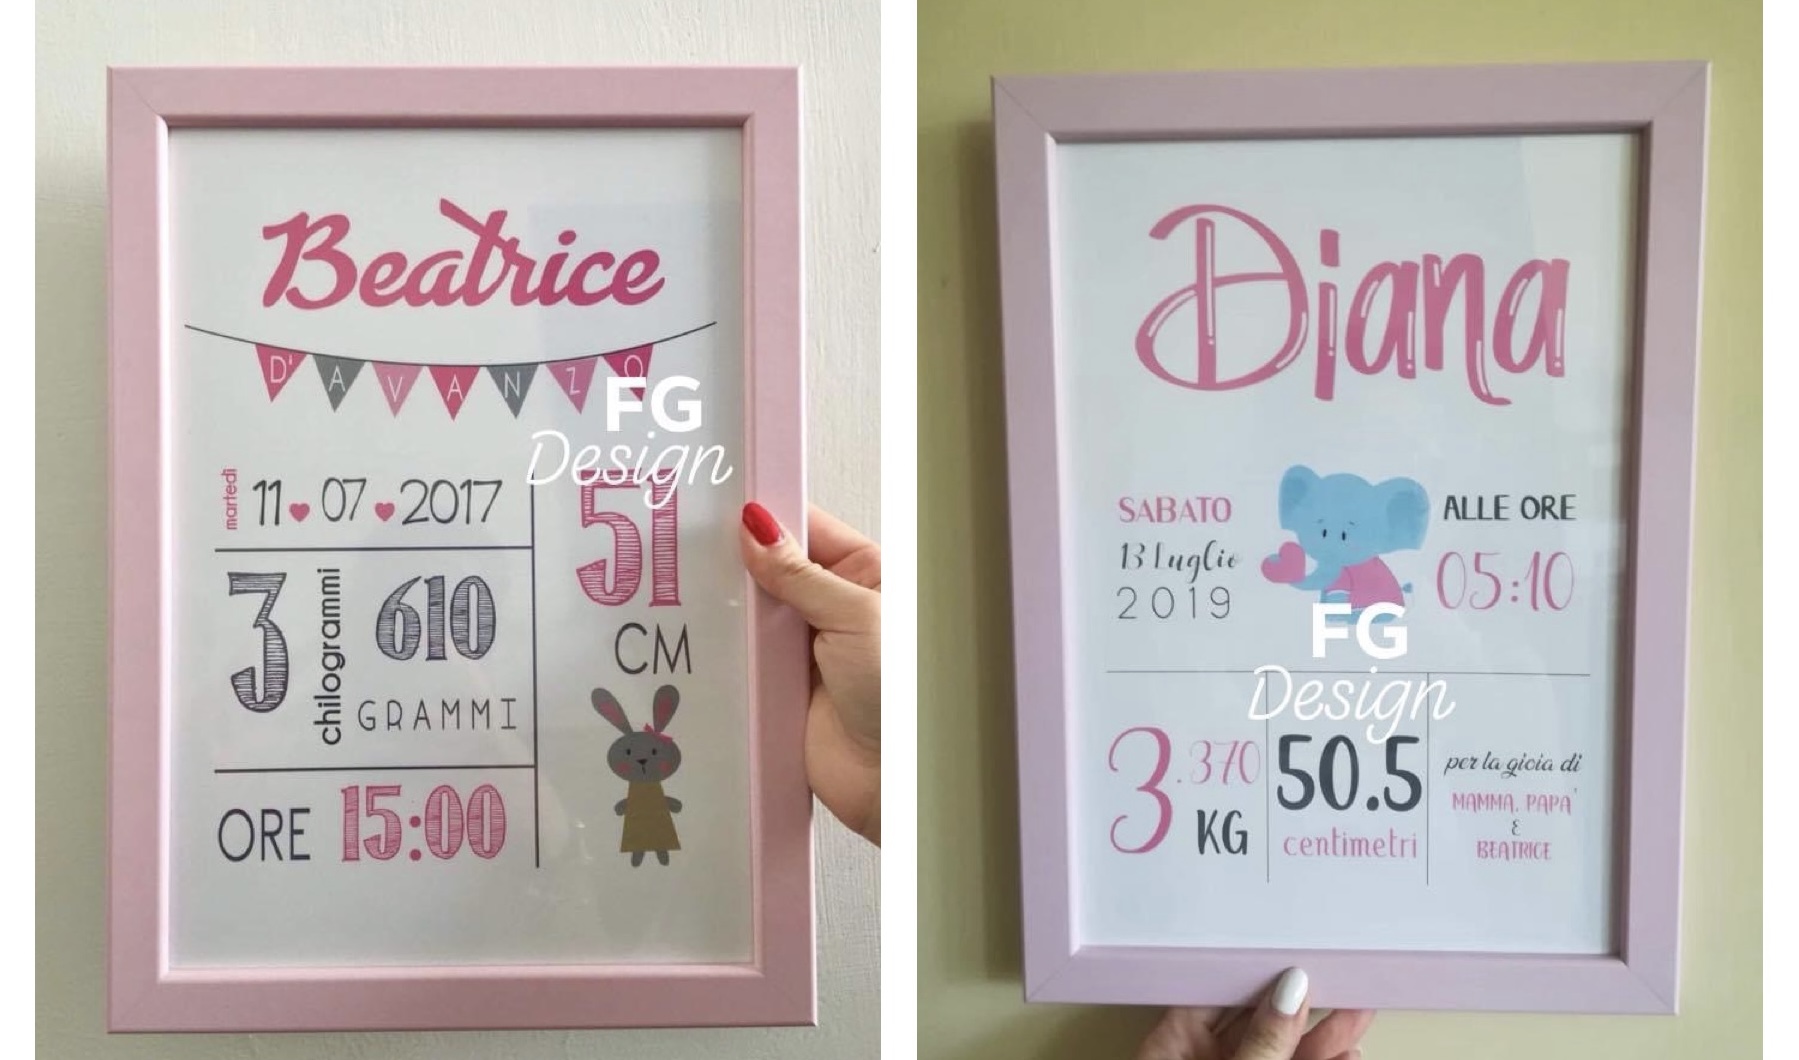 Beatrice
D'AVANZO
FG
Design
martedì
11 07 2017
51
CM
3
chilogrammi
610
GRAMMI
ORE 15:00
Diana
SABATO
13 luglio
2019
ALLE ORE
05:10
FG
Design
3.370
KG
50.5
centimetri
per la gioia di
MAMMA, PAPA'
E
BEATRICE